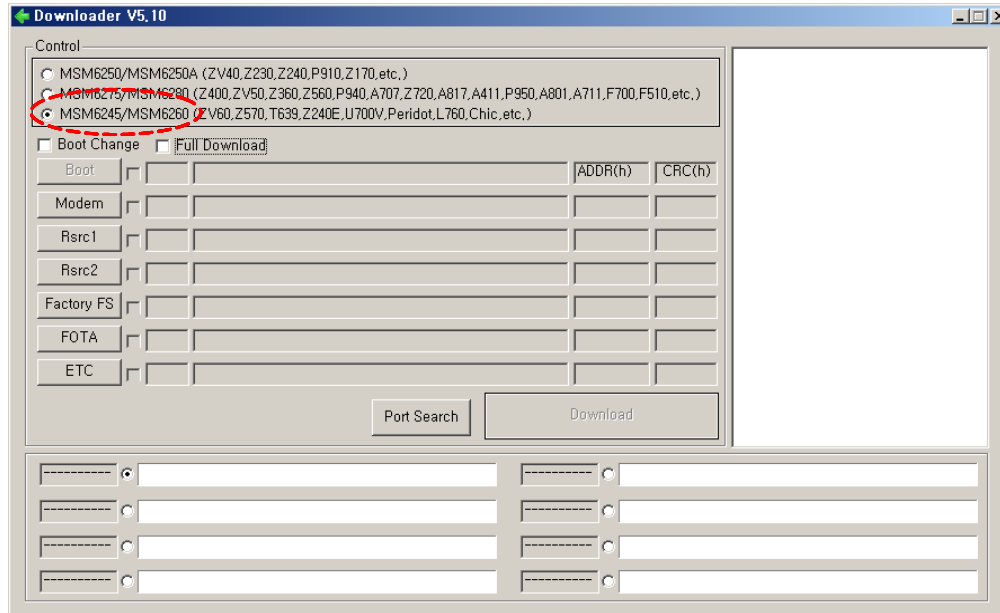 Downloader V5,10
Control
MSM6250/MSM6250A (ZV40,Z230,Z240,P910,Z170,etc,)
MSM6275/MSM6280 (Z400,ZV50,Z360,Z560,P940,A707,Z720,A817,A411,P950,A801,A711,F700,F510,etc,)
MSM6245/MSM6260 (ZV60,Z570,T639,Z240E,U700V,Peridot,L760,Chic,etc,)
Boot Change Full Download
Boot ADDR(h) CRC(h)
Modem
Rsrc1
Rsrc2
Factory FS
FOTA
ETC
Port Search Download
---------- ----------
---------- ----------
---------- ----------
---------- ----------